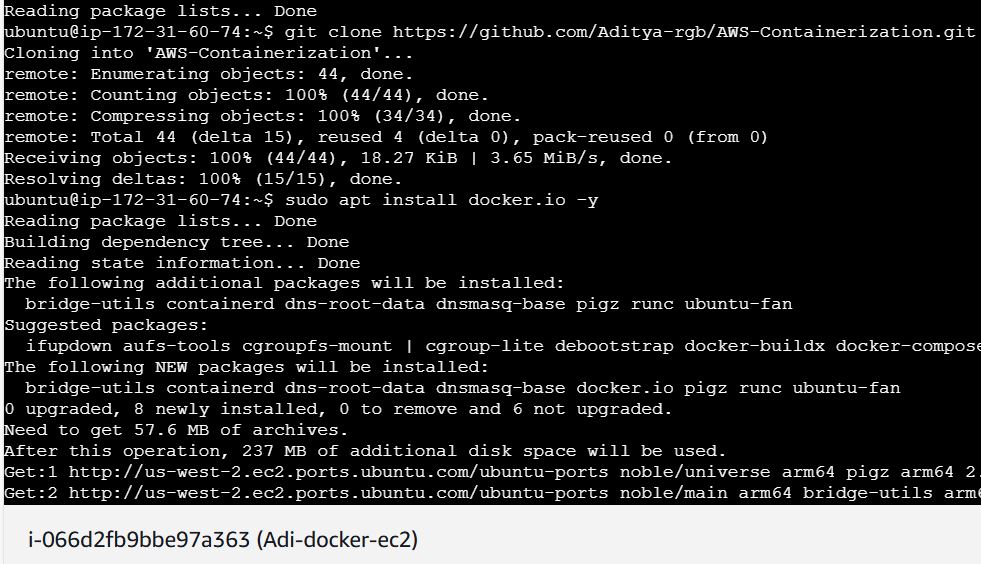 Reading package lists... Done
ubuntu@ip-172-31-60-74:~$ git clone https://github.com/Aditya-rgb/AWS-Containerization.git
Cloning into 'AWS-Containerization'...
remote: Enumerating objects: 44, done.
remote: Counting objects: 100% (44/44), done.
remote: Compressing objects: 100% (34/34), done.
remote: Total 44 (delta 15), reused 4 (delta 0), pack-reused 0 (from 0)
Receiving objects: 100% (44/44), 18.27 KiB | 3.65 MiB/s, done.
Resolving deltas: 100% (15/15), done.
ubuntu@ip-172-31-60-74:~$ sudo apt install docker.io -y
Reading package lists... Done
Building dependency tree... Done
Reading state information... Done
The following additional packages will be installed:
  bridge-utils containerd dns-root-data dnsmasq-base pigz runc ubuntu-fan
Suggested packages:
  ifupdown aufs-tools cgroupfs-mount | cgroup-lite debootstrap docker-buildx docker-compose
The following NEW packages will be installed:
  bridge-utils containerd dns-root-data dnsmasq-base docker.io pigz runc ubuntu-fan
0 upgraded, 8 newly installed, 0 to remove and 6 not upgraded.
Need to get 57.6 MB of archives.
After this operation, 237 MB of additional disk space will be used.
Get:1 http://us-west-2.ec2.ports.ubuntu.com/ubuntu-ports noble/universe arm64 pigz arm64 2.
Get:2 http://us-west-2.ec2.ports.ubuntu.com/ubuntu-ports noble/main arm64 bridge-utils arm6
i-066d2fb9bbe97a363 (Adi-docker-ec2)